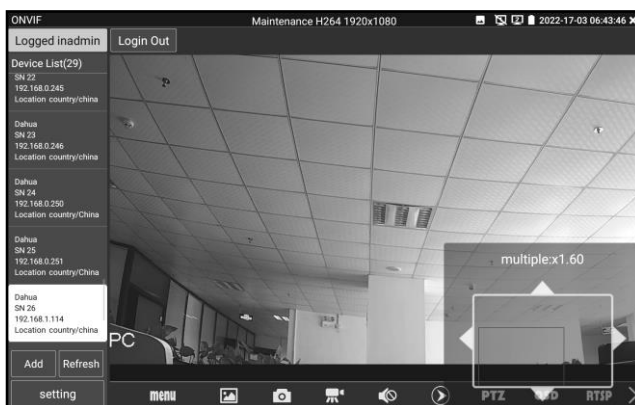 ONVIF
Maintenance H264 1920x1080
2022-17-03 06:43:46
Logged inadmin
Login Out
Device List(29)
SN 22
192.168.0.245
Location country/china
Dahua
SN 23
192.168.0.246
Location country/china
Dahua
SN 24
192.168.0.250
Location country/China
Dahua
SN 25
192.168.0.251
Location country/China
Dahua
SN 26
192.168.1.114
Location country/china
Add
Refresh
setting
multiple:x1.60
PC
menu
PTZ
RTSP